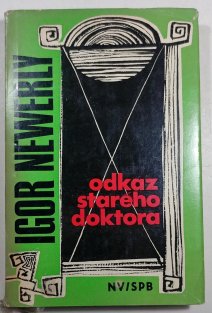 IGOR NEWERLY
odkaz
starého
doktora
NV/SPB